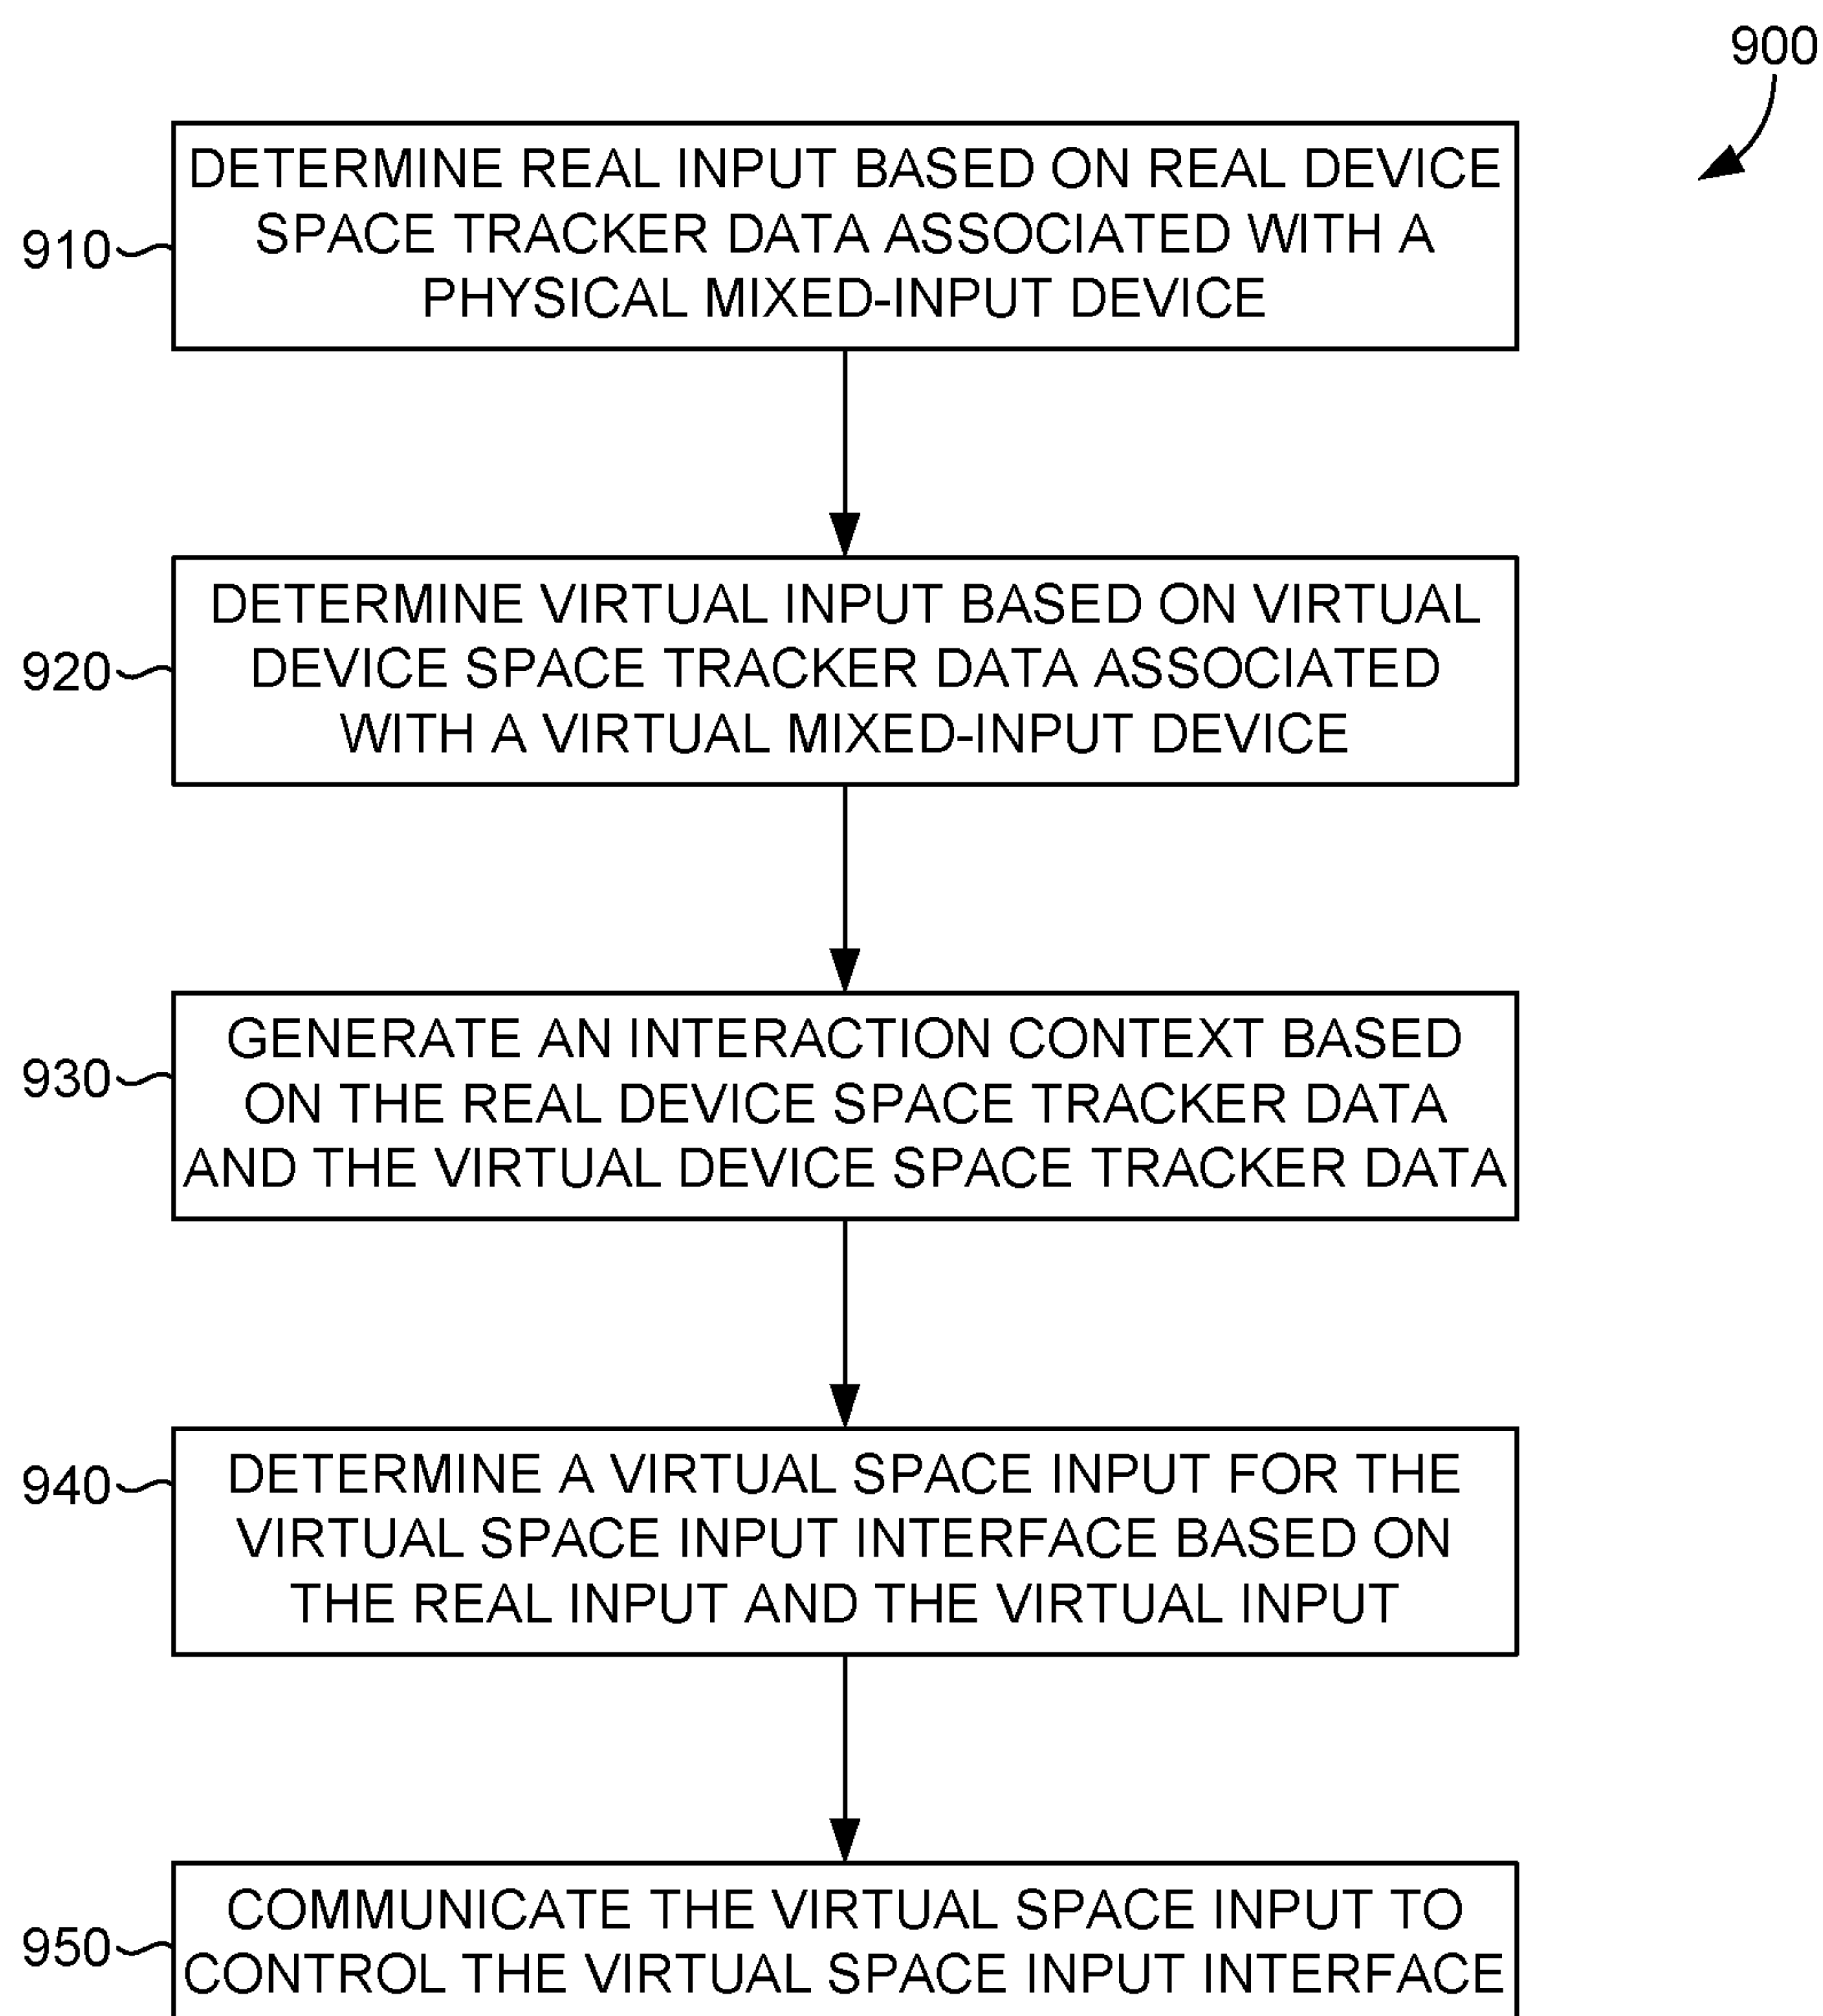 900
DETERMINE REAL INPUT BASED ON REAL DEVICE
SPACE TRACKER DATA ASSOCIATED WITH A
PHYSICAL MIXED-INPUT DEVICE
910
DETERMINE VIRTUAL INPUT BASED ON VIRTUAL
DEVICE SPACE TRACKER DATA ASSOCIATED
WITH A VIRTUAL MIXED-INPUT DEVICE
920
GENERATE AN INTERACTION CONTEXT BASED
ON THE REAL DEVICE SPACE TRACKER DATA
AND THE VIRTUAL DEVICE SPACE TRACKER DATA
930
DETERMINE A VIRTUAL SPACE INPUT FOR THE
VIRTUAL SPACE INPUT INTERFACE BASED ON
THE REAL INPUT AND THE VIRTUAL INPUT
940
COMMUNICATE THE VIRTUAL SPACE INPUT TO
CONTROL THE VIRTUAL SPACE INPUT INTERFACE
950